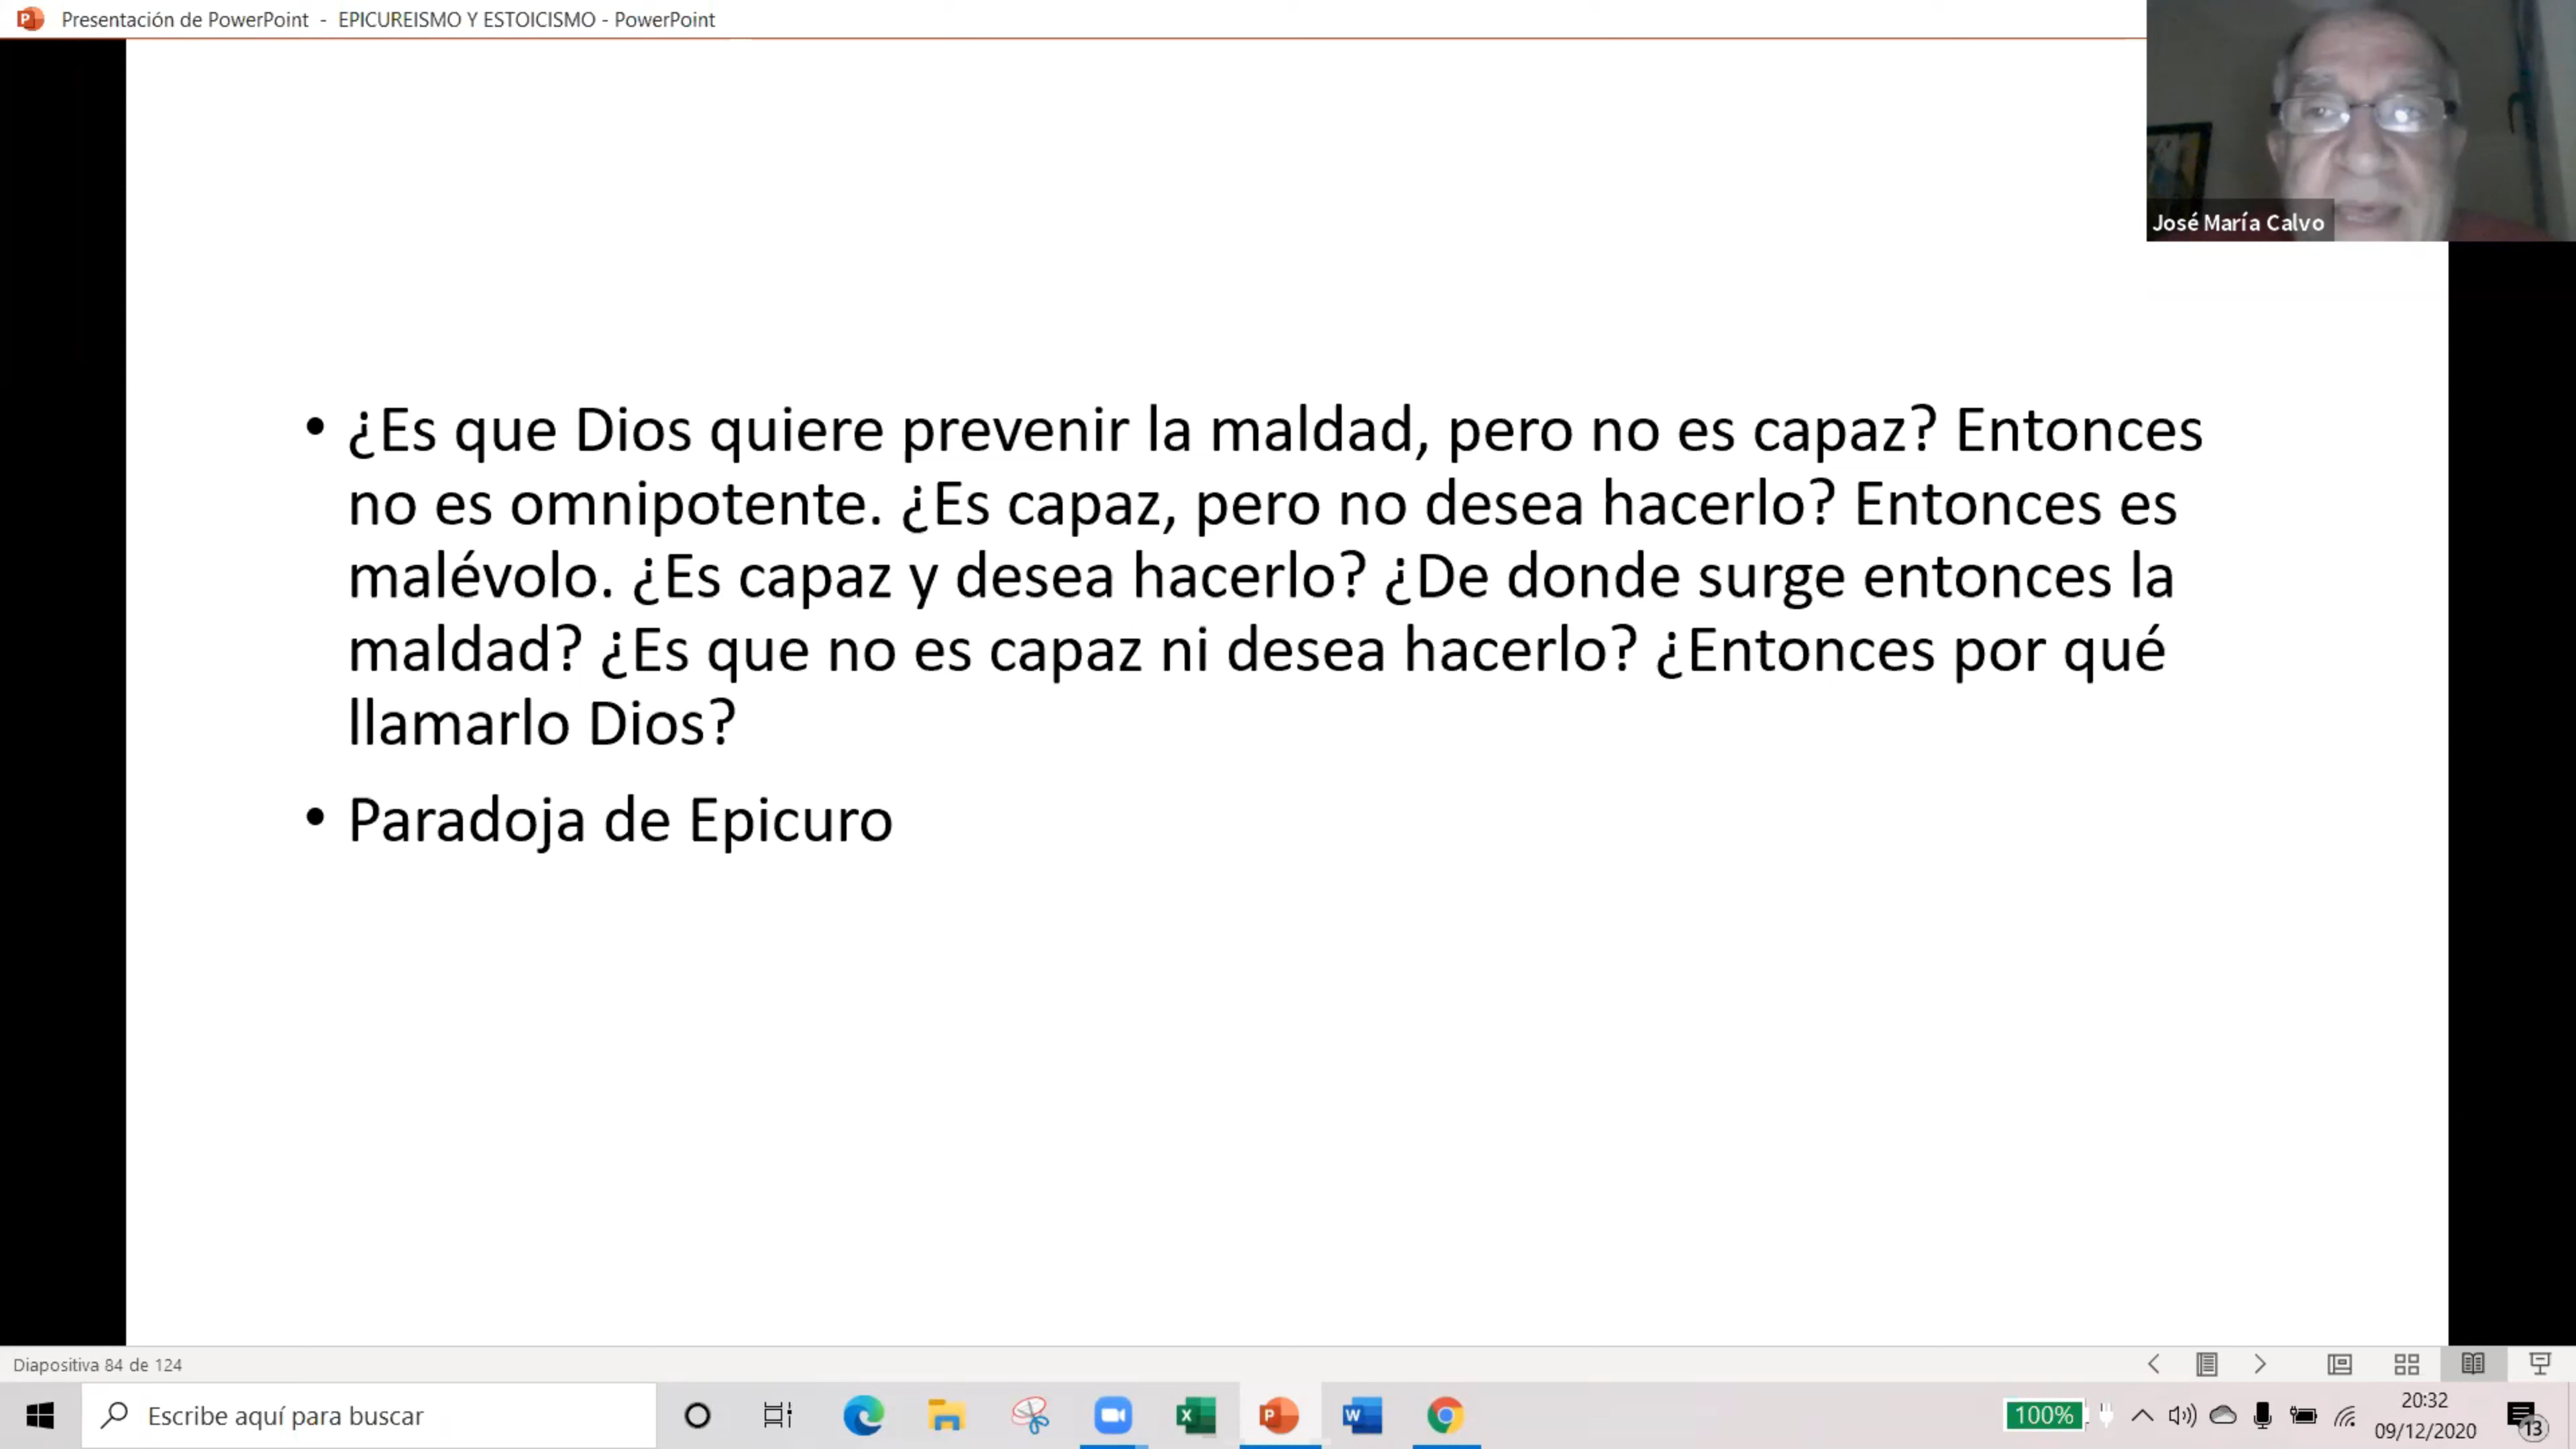 Presentación de PowerPoint - EPICUREISMO Y ESTOICISMO - PowerPoint
José María Calvo
• ¿Es que Dios quiere prevenir la maldad, pero no es capaz? Entonces
no es omnipotente. ¿Es capaz, pero no desea hacerlo? Entonces es
malévolo. ¿Es capaz y desea hacerlo? ¿De donde surge entonces la
maldad? ¿Es que no es capaz ni desea hacerlo? ¿Entonces por qué
llamarlo Dios?
• Paradoja de Epicuro
Diapositiva 84 de 124
Escribe aquí para buscar
100%
20:32
09/12/2020
13